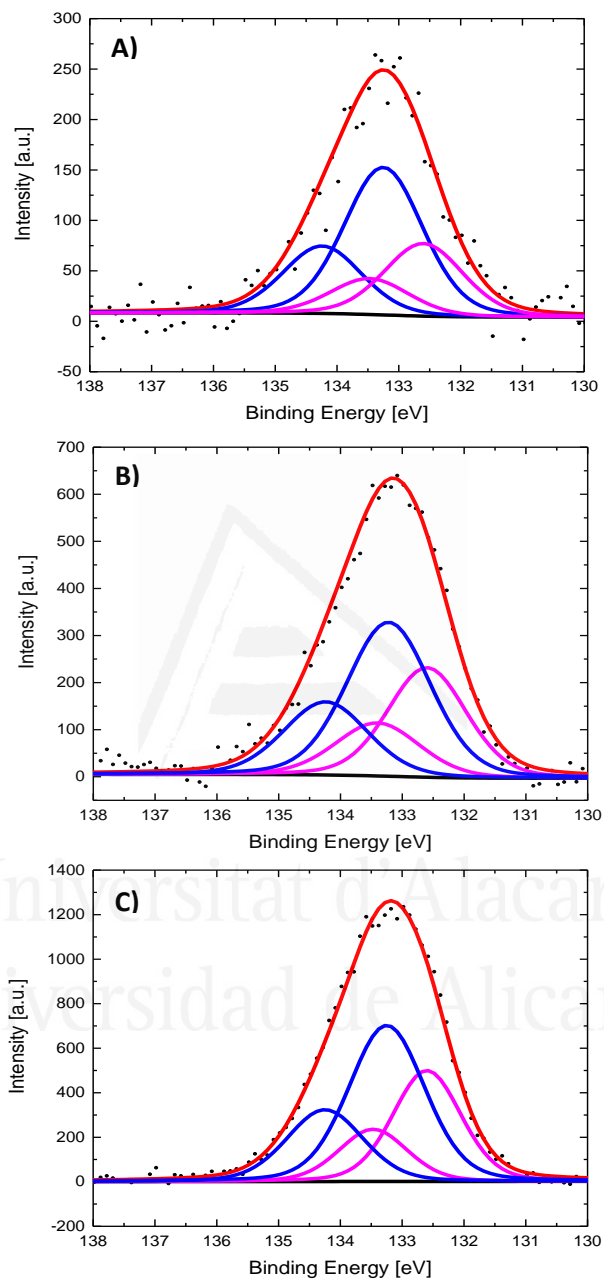 A)
300
250
200
150
100
50
0
-50
Intensity [a.u.]
138 137 136 135 134 133 132 131 130
Binding Energy [eV]
B)
700
600
500
400
300
200
100
0
Intensity [a.u.]
138 137 136 135 134 133 132 131 130
Binding Energy [eV]
C)
1400
1200
1000
800
600
400
200
0
-200
Intensity [a.u.]
138 137 136 135 134 133 132 131 130
Binding Energy [eV]
Universitat d'Alacan
versidad de Alican